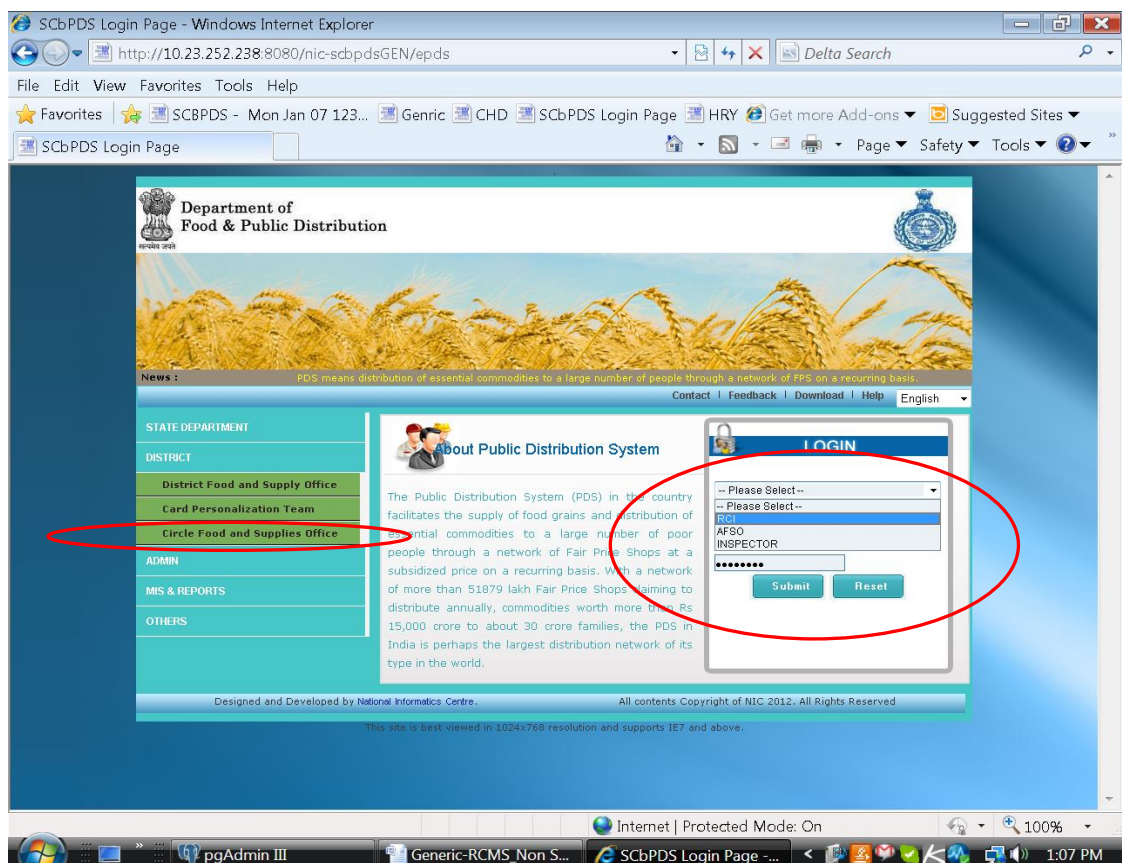 SCbPDS Login Page - Windows Internet Explorer
http://10.23.252.238:8080/nic-scbpdsGEN/epds
Delta Search
File Edit View Favorites Tools Help
Favorites SCBPDS - Mon Jan 07 123... Genric CHD SCbPDS Login Page HRY Get more Add-ons Suggested Sites
SCbPDS Login Page
Page Safety Tools
Department of
Food & Public Distribution
सत्यमेव जयते
News : PDS means distribution of essential commodities to a large number of people through a network of FPS on a recurring basis.
Contact | Feedback | Download | Help English
STATE DEPARTMENT
DISTRICT
District Food and Supply Office
Card Personalization Team
Circle Food and Supplies Office
ADMIN
MIS & REPORTS
OTHERS
About Public Distribution System
The Public Distribution System (PDS) in the country
facilitates the supply of food grains and distribution of
essential commodities to a large number of poor
people through a network of Fair Price Shops at a
subsidized price on a recurring basis. With a network
of more than 51879 lakh Fair Price Shops claiming to
distribute annually, commodities worth more than Rs
15,000 crore to about 30 crore families, the PDS in
India is perhaps the largest distribution network of its
type in the world.
LOGIN
-- Please Select--
-- Please Select--
RCI
AFSO
INSPECTOR
Submit Reset
Designed and Developed by National Informatics Centre. All contents Copyright of NIC 2012. All Rights Reserved
This site is best viewed in 1024x768 resolution and supports IE7 and above.
Internet | Protected Mode: On 100%
pgAdmin III Generic-RCMS_Non S... SCbPDS Login Page -... 1:07 PM